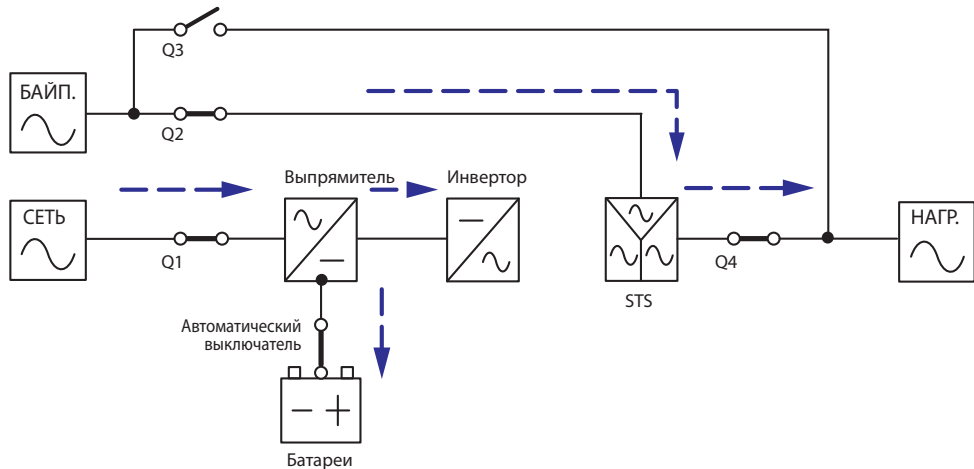 Q3
БАЙП.
Q2
Выпрямитель
Инвертор
СЕТЬ
НАГР.
Q1
Q4
STS
Автоматический
выключатель
Батареи